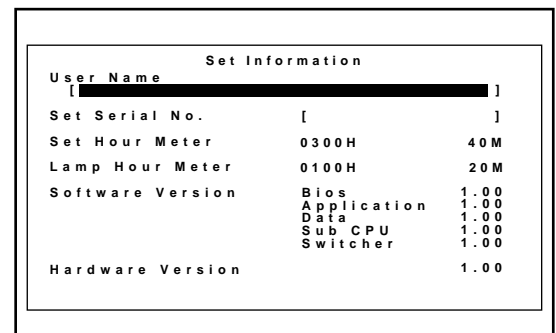 Set Information
User Name
[ ]
Set Serial No. [ ]
Set Hour Meter 0300H 40M
Lamp Hour Meter 0100H 20M
Software Version Bios 1.00
Application 1.00
Data 1.00
Sub CPU 1.00
Switcher 1.00
Hardware Version 1.00